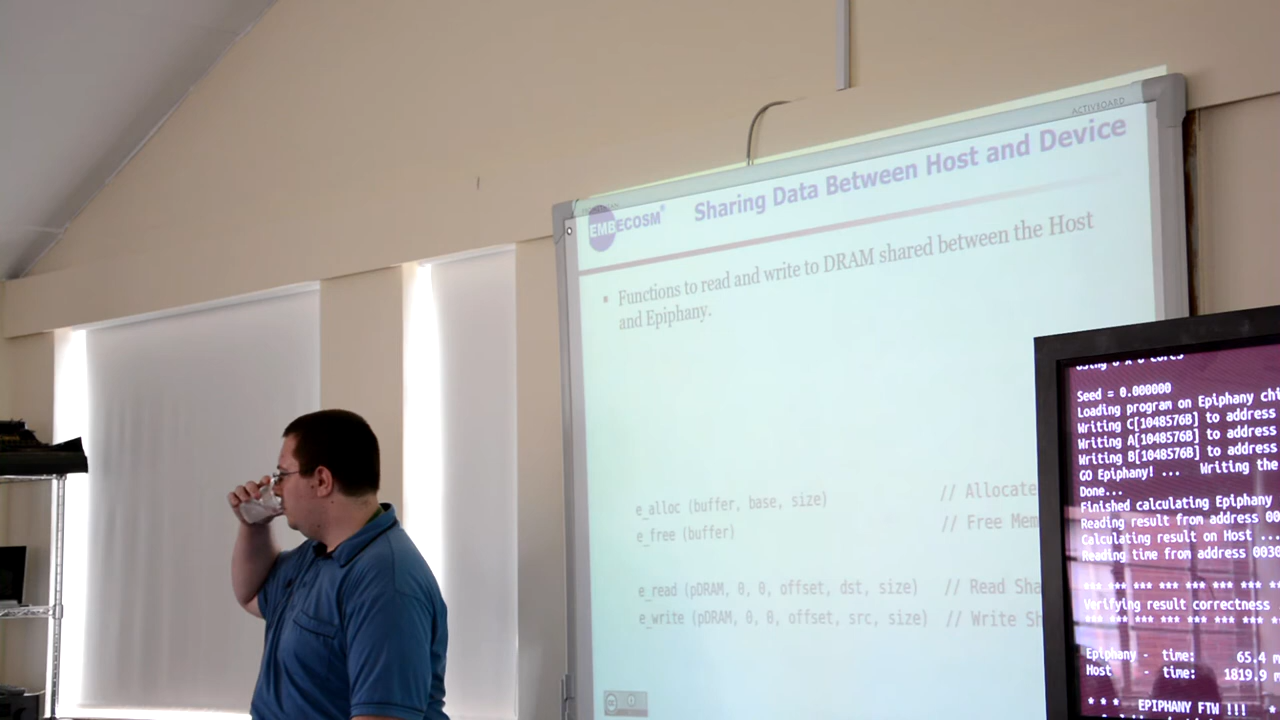 ACTIVBOARD
EMBECOSM®
Sharing Data Between Host and Device
▪ Functions to read and write to DRAM shared between the Host
and Epiphany.
e_alloc (buffer, base, size) // Allocate
e_free (buffer) // Free Mem
e_read (pDRAM, 0, 0, offset, dst, size) // Read Sha
e_write (pDRAM, 0, 0, offset, src, size) // Write Sh
Seed = 0.000000
Loading program on Epiphany chi
Writing C[1048576B] to address
Writing A[1048576B] to address
Writing B[1048576B] to address
GO Epiphany! ... Writing the
Done...
Finished calculating Epiphany
Reading result from address 00
Calculating result on Host ...
Reading time from address 0030
*** *** *** *** *** *** ***
Verifying result correctness
*** *** *** *** *** *** ***
Epiphany - time: 65.4 m
Host - time: 1819.9 m
* * * EPIPHANY FTW !!! *